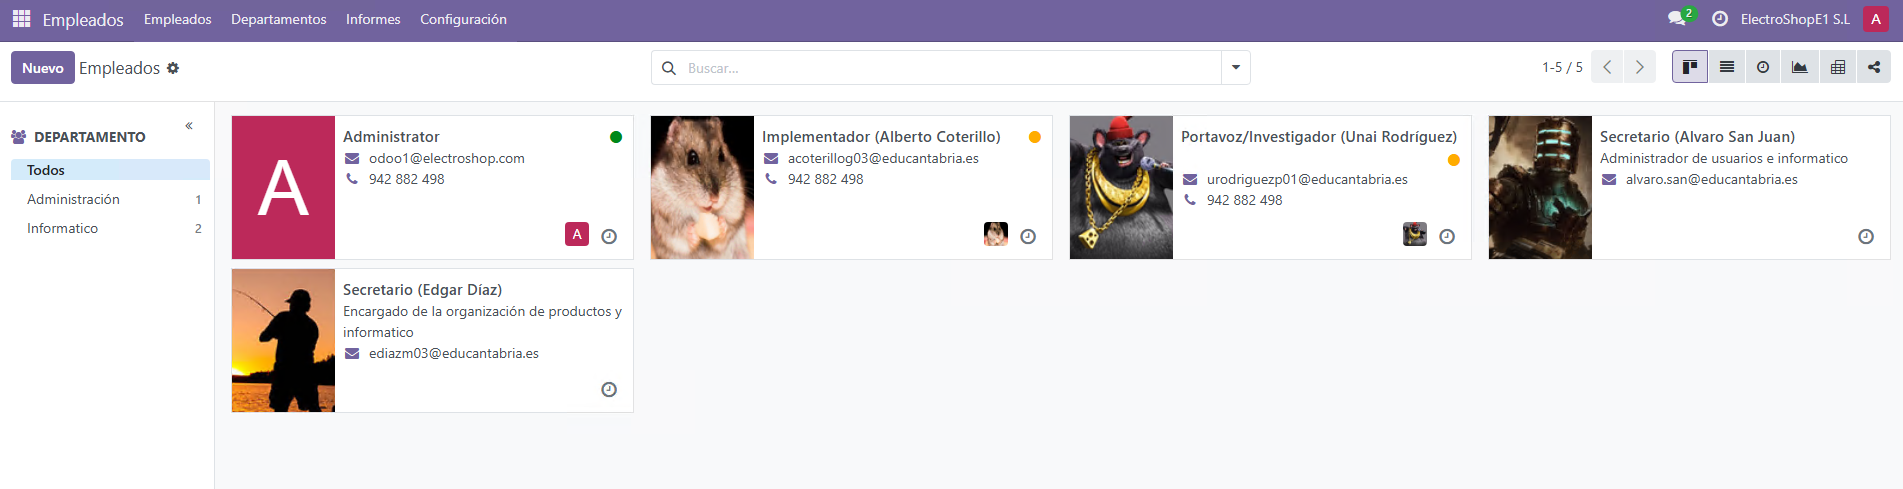 Empleados Empleados Departamentos Informes Configuración 2 ElectroShopE1 S.L A
Nuevo Empleados Buscar... 1-5 / 5
DEPARTAMENTO
Todos
Administración 1
Informatico 2
A
Administrator
odoo1@electroshop.com
942 882 498
A
Implementador (Alberto Coterillo)
acoterillog03@educantabria.es
942 882 498
Portavoz/Investigador (Unai Rodríguez)
urodriguezp01@educantabria.es
942 882 498
Secretario (Alvaro San Juan)
Administrador de usuarios e informatico
alvaro.san@educantabria.es
Secretario (Edgar Díaz)
Encargado de la organización de productos y
informatico
ediazm03@educantabria.es